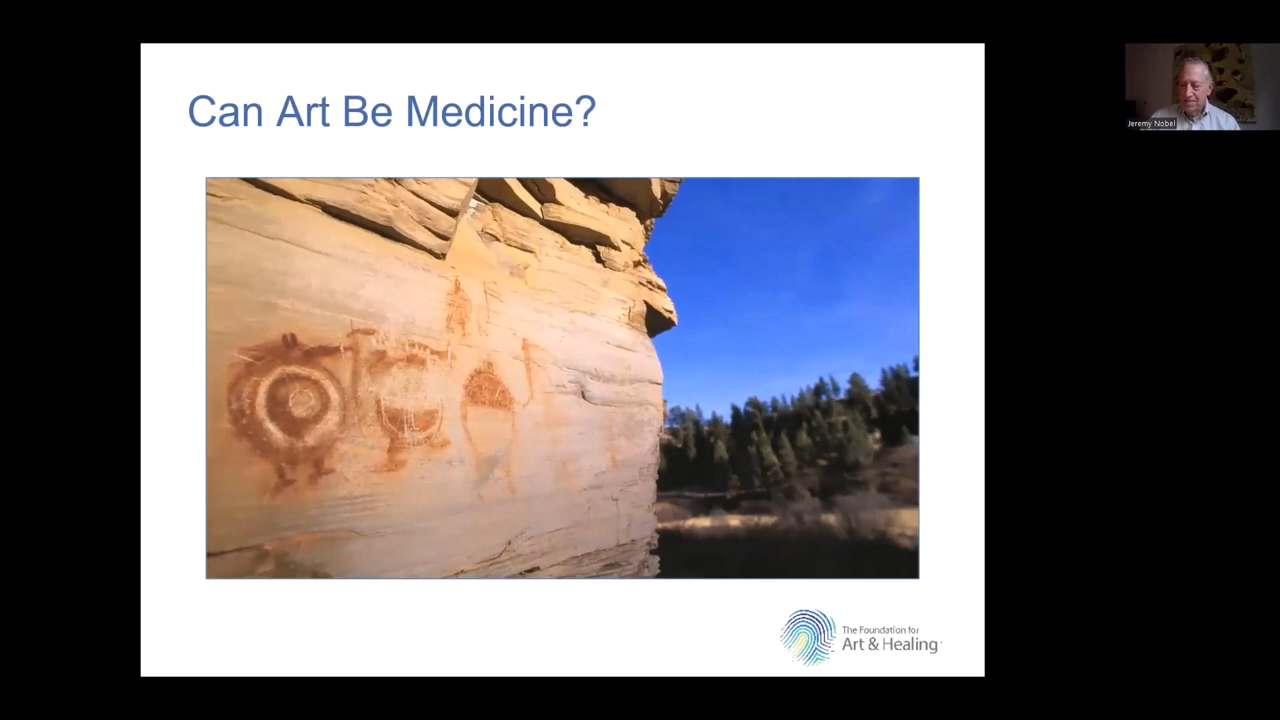 Can Art Be Medicine?
Jeremy Nobel
The Foundation for
Art & Healing